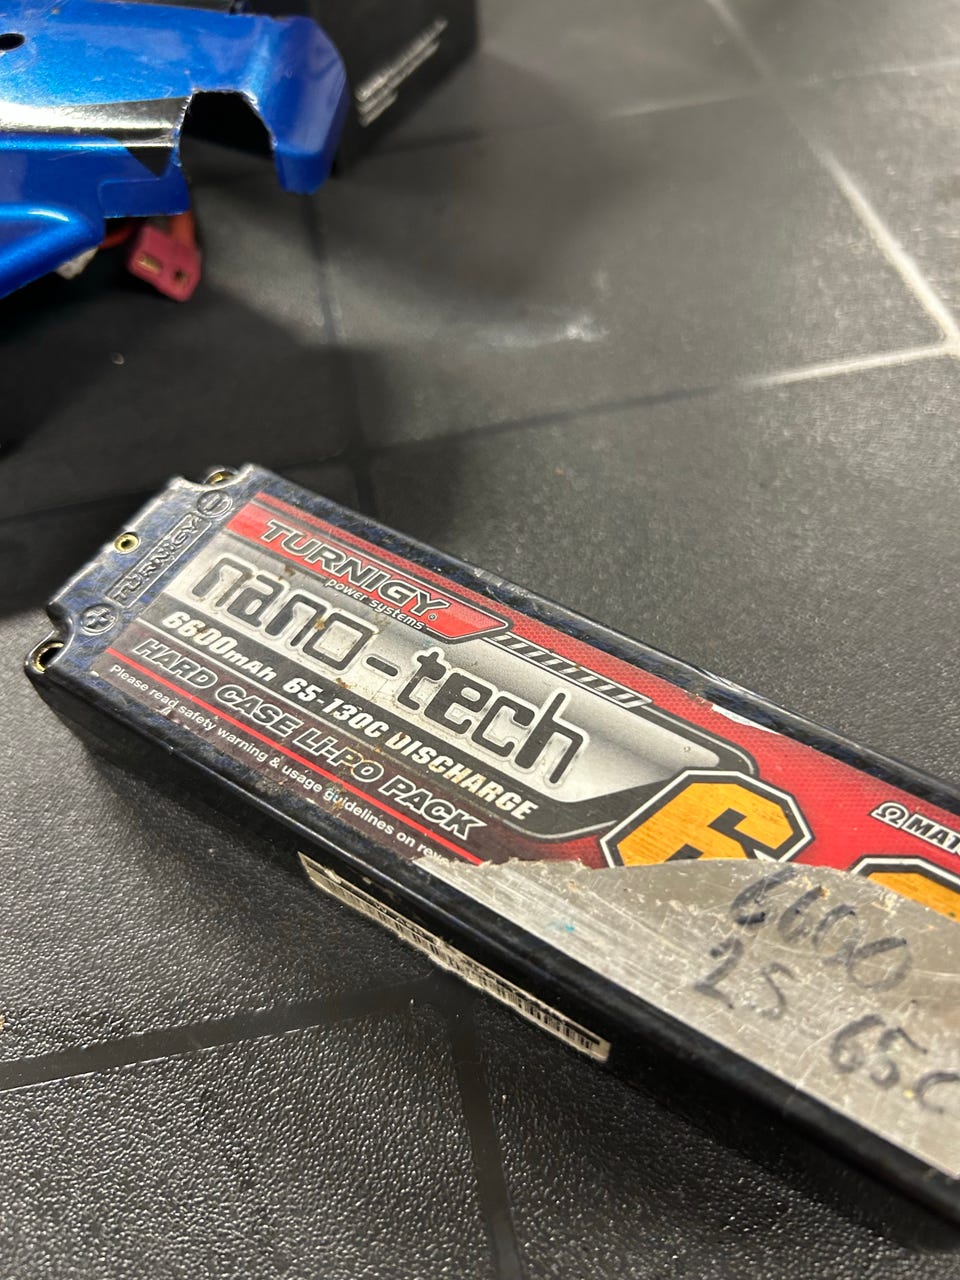 TURNIGY
TURNIGY®
power systems
nano-tech
6600mAh 65-130C DISCHARGE
HARD CASE Li-PO PACK
Please read safety warning & usage guidelines on
6600
2S
65C